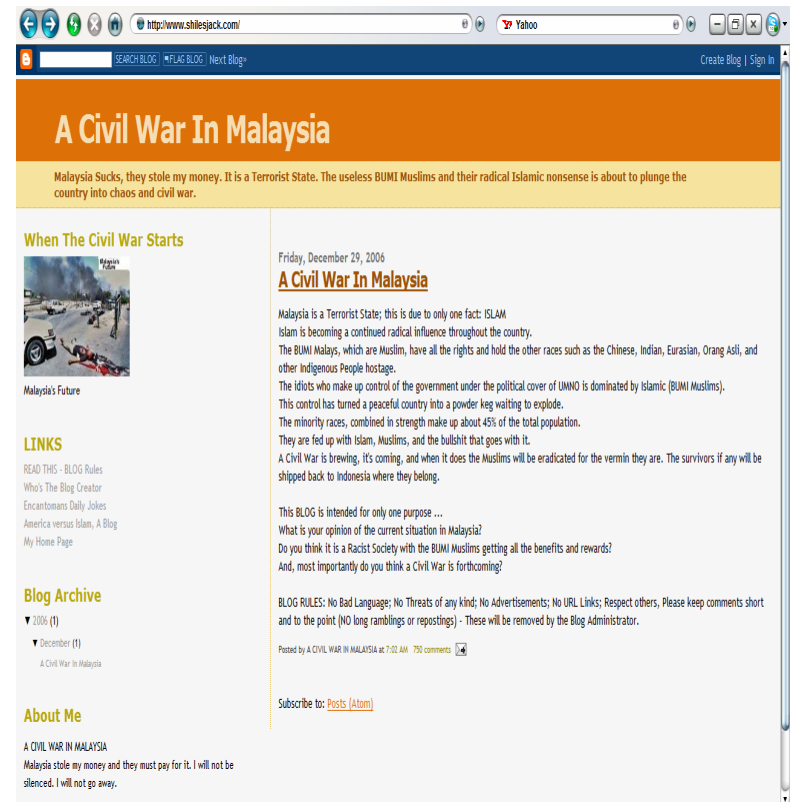 http://www.shilesjack.com/
Yahoo
SEARCH BLOG
FLAG BLOG
Next Blog»
Create Blog | Sign In
A Civil War In Malaysia
Malaysia Sucks, they stole my money. It is a Terrorist State. The useless BUMI Muslims and their radical Islamic nonsense is about to plunge the
country into chaos and civil war.
When The Civil War Starts
Malaysia's
Future
Malaysia's Future
LINKS
READ THIS - BLOG Rules
Who's The Blog Creator
Encantomans Daily Jokes
America versus Islam, A Blog
My Home Page
Blog Archive
▼ 2006 (1)
▼ December (1)
A Civil War In Malaysia
About Me
A CIVIL WAR IN MALAYSIA
Malaysia stole my money and they must pay for it. I will not be
silenced. I will not go away.
Friday, December 29, 2006
A Civil War In Malaysia
Malaysia is a Terrorist State; this is due to only one fact: ISLAM
Islam is becoming a continued radical influence throughout the country.
The BUMI Malays, which are Muslim, have all the rights and hold the other races such as the Chinese, Indian, Eurasian, Orang Asli, and
other Indigenous People hostage.
The idiots who make up control of the government under the political cover of UMNO is dominated by Islamic (BUMI Muslims).
This control has turned a peaceful country into a powder keg waiting to explode.
The minority races, combined in strength make up about 45% of the total population.
They are fed up with Islam, Muslims, and the bullshit that goes with it.
A Civil War is brewing, it's coming, and when it does the Muslims will be eradicated for the vermin they are. The survivors if any will be
shipped back to Indonesia where they belong.
This BLOG is intended for only one purpose ...
What is your opinion of the current situation in Malaysia?
Do you think it is a Racist Society with the BUMI Muslims getting all the benefits and rewards?
And, most importantly do you think a Civil War is forthcoming?
BLOG RULES: No Bad Language; No Threats of any kind; No Advertisements; No URL Links; Respect others, Please keep comments short
and to the point (NO long ramblings or repostings) - These will be removed by the Blog Administrator.
Posted by A CIVIL WAR IN MALAYSIA at 7:02 AM 750 comments
Subscribe to: Posts (Atom)